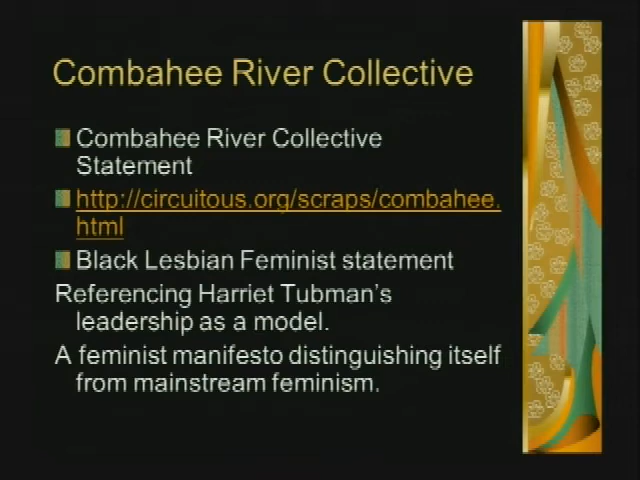 Combahee River Collective
Combahee River Collective
Statement
http://circuitous.org/scraps/combahee.
html
Black Lesbian Feminist statement
Referencing Harriet Tubman's
leadership as a model.
A feminist manifesto distinguishing itself
from mainstream feminism.